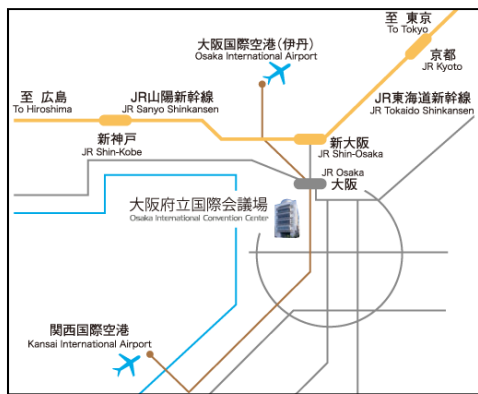 至 東京
To Tokyo
大阪国際空港(伊丹)
Osaka International Airport
京都
JR Kyoto
至 広島
To Hiroshima
JR山陽新幹線
JR Sanyo Shinkansen
JR東海道新幹線
JR Tokaido Shinkansen
新神戸
JR Shin-Kobe
新大阪
JR Shin-Osaka
JR Osaka
大阪
大阪府立国際会議場
Osaka International Convention Center
関西国際空港
Kansai International Airport